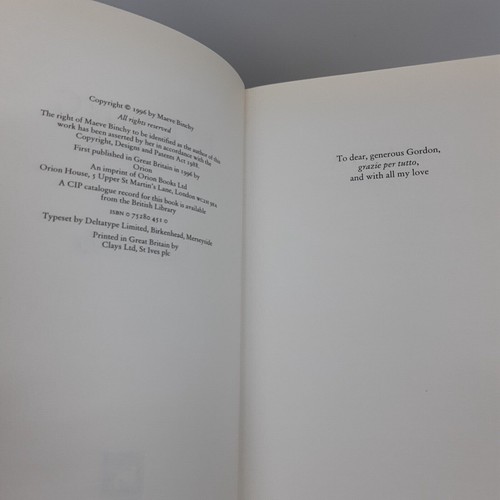 Copyright © 1996 by Maeve Binchy
All rights reserved
The right of Maeve Binchy to be identified as the author of this
work has been asserted by her in accordance with the
Copyright, Designs and Patents Act 1988.
First published in Great Britain in 1996 by
Orion
An imprint of Orion Books Ltd
Orion House, 5 Upper St Martin's Lane, London WC2H 9EA
A CIP catalogue record for this book is available
from the British Library
ISBN 0 75280 451 0
Typeset by Deltatype Limited, Birkenhead, Merseyside
Printed in Great Britain by
Clays Ltd, St Ives plc
To dear, generous Gordon,
grazie per tutto,
and with all my love